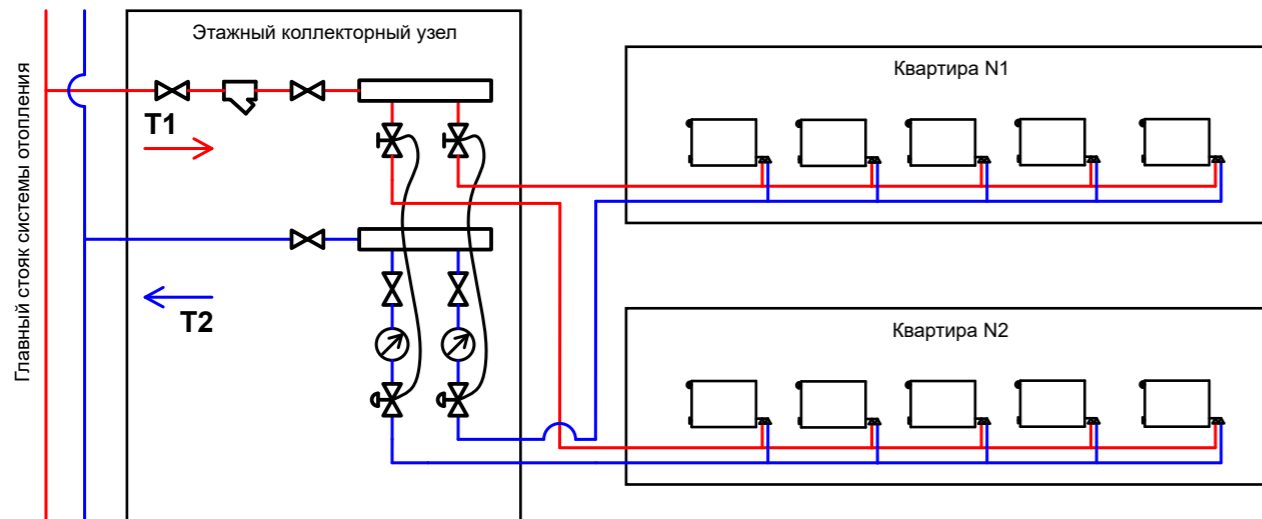 Главный стояк системы отопления
Этажный коллекторный узел
T1
T2
Квартира N1
Квартира N2